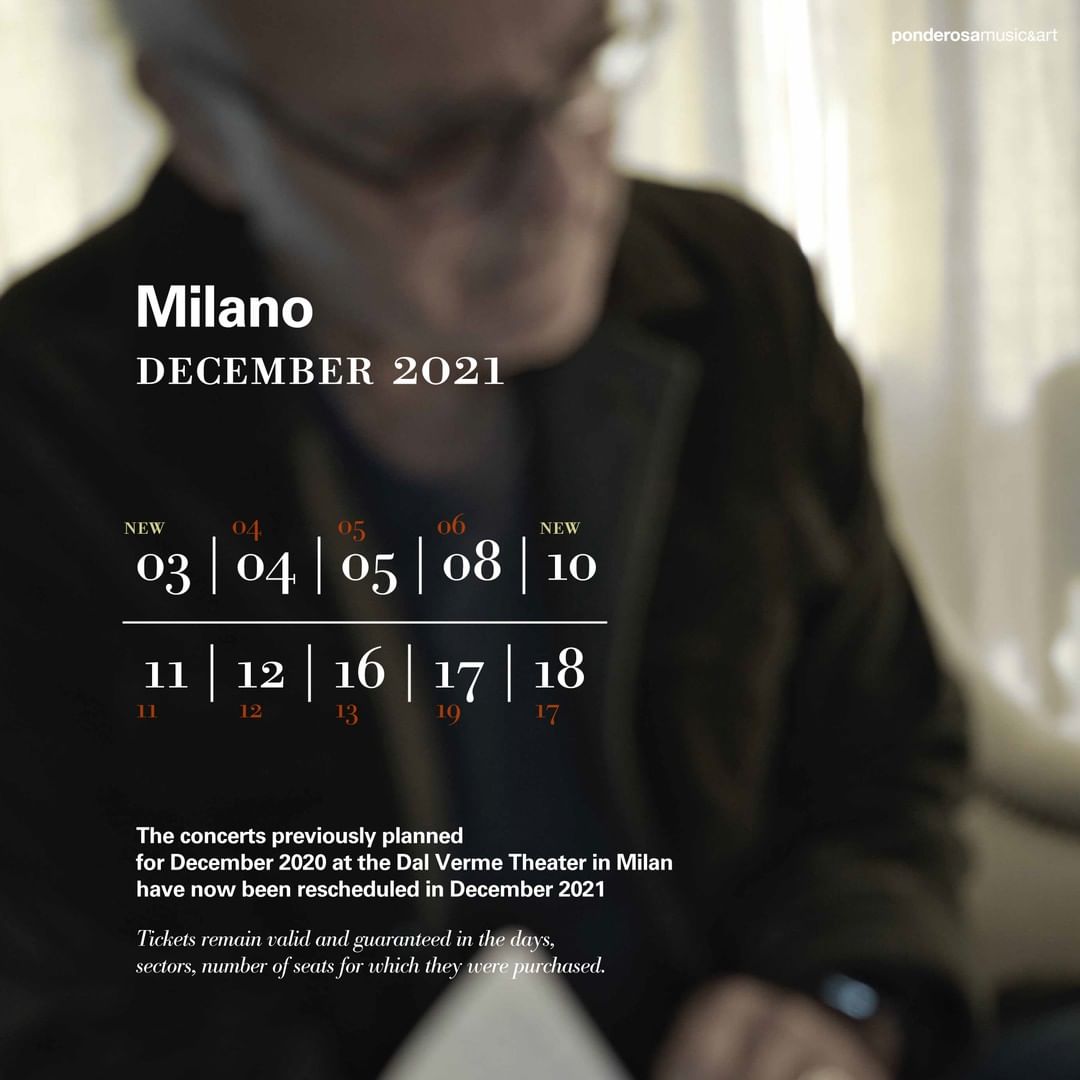 ponderosamusic&art
Milano
DECEMBER 2021
NEW 04 05 06 NEW
03 | 04 | 05 | 08 | 10
11 | 12 | 16 | 17 | 18
11 12 13 19 17
The concerts previously planned
for December 2020 at the Dal Verme Theater in Milan
have now been rescheduled in December 2021
Tickets remain valid and guaranteed in the days,
sectors, number of seats for which they were purchased.